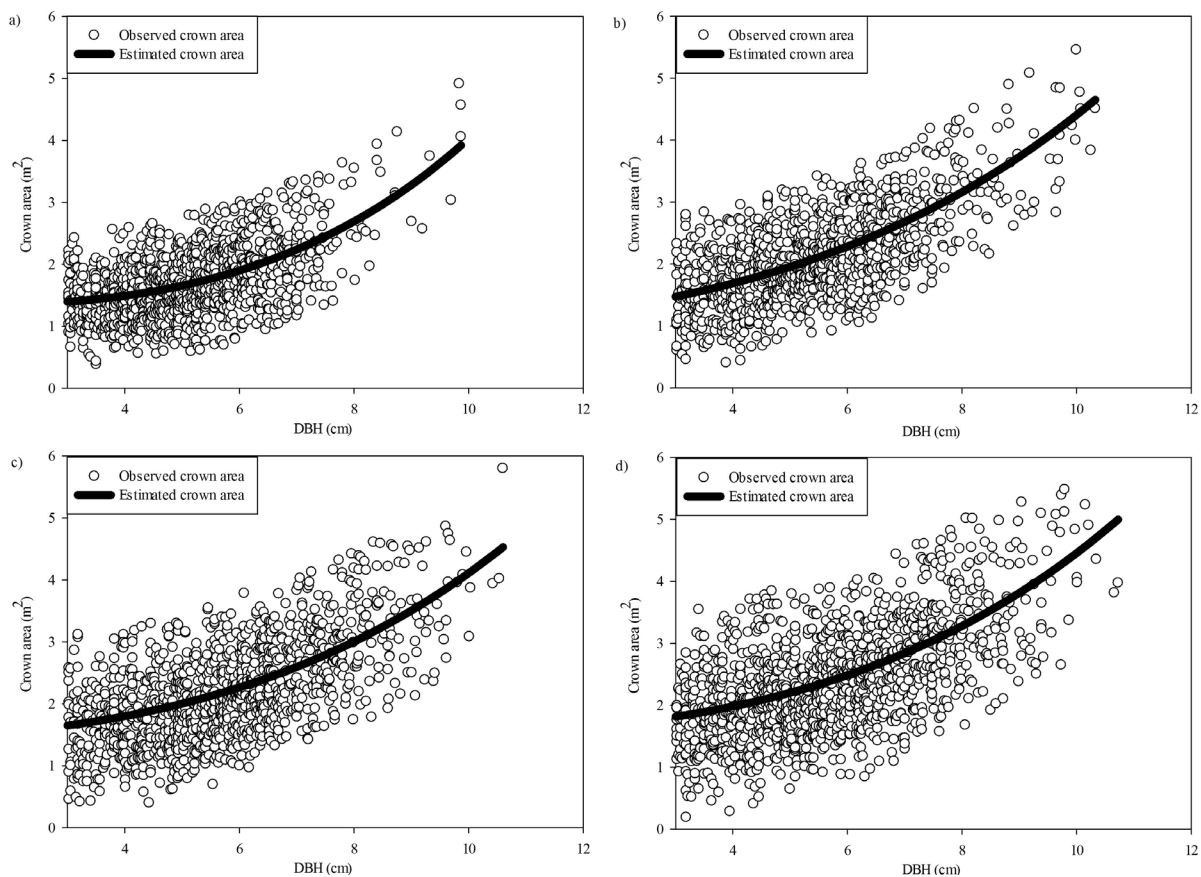 a)
Observed crown area
Estimated crown area
6
5
4
3
2
1
0
Crown area (m²)
4 6 8 10 12
DBH (cm)
b)
Observed crown area
Estimated crown area
6
5
4
3
2
1
0
Crown area (m²)
4 6 8 10 12
DBH (cm)
c)
Observed crown area
Estimated crown area
6
5
4
3
2
1
0
Crown area (m²)
4 6 8 10 12
DBH (cm)
d)
Observed crown area
Estimated crown area
6
5
4
3
2
1
0
Crown area (m²)
4 6 8 10 12
DBH (cm)